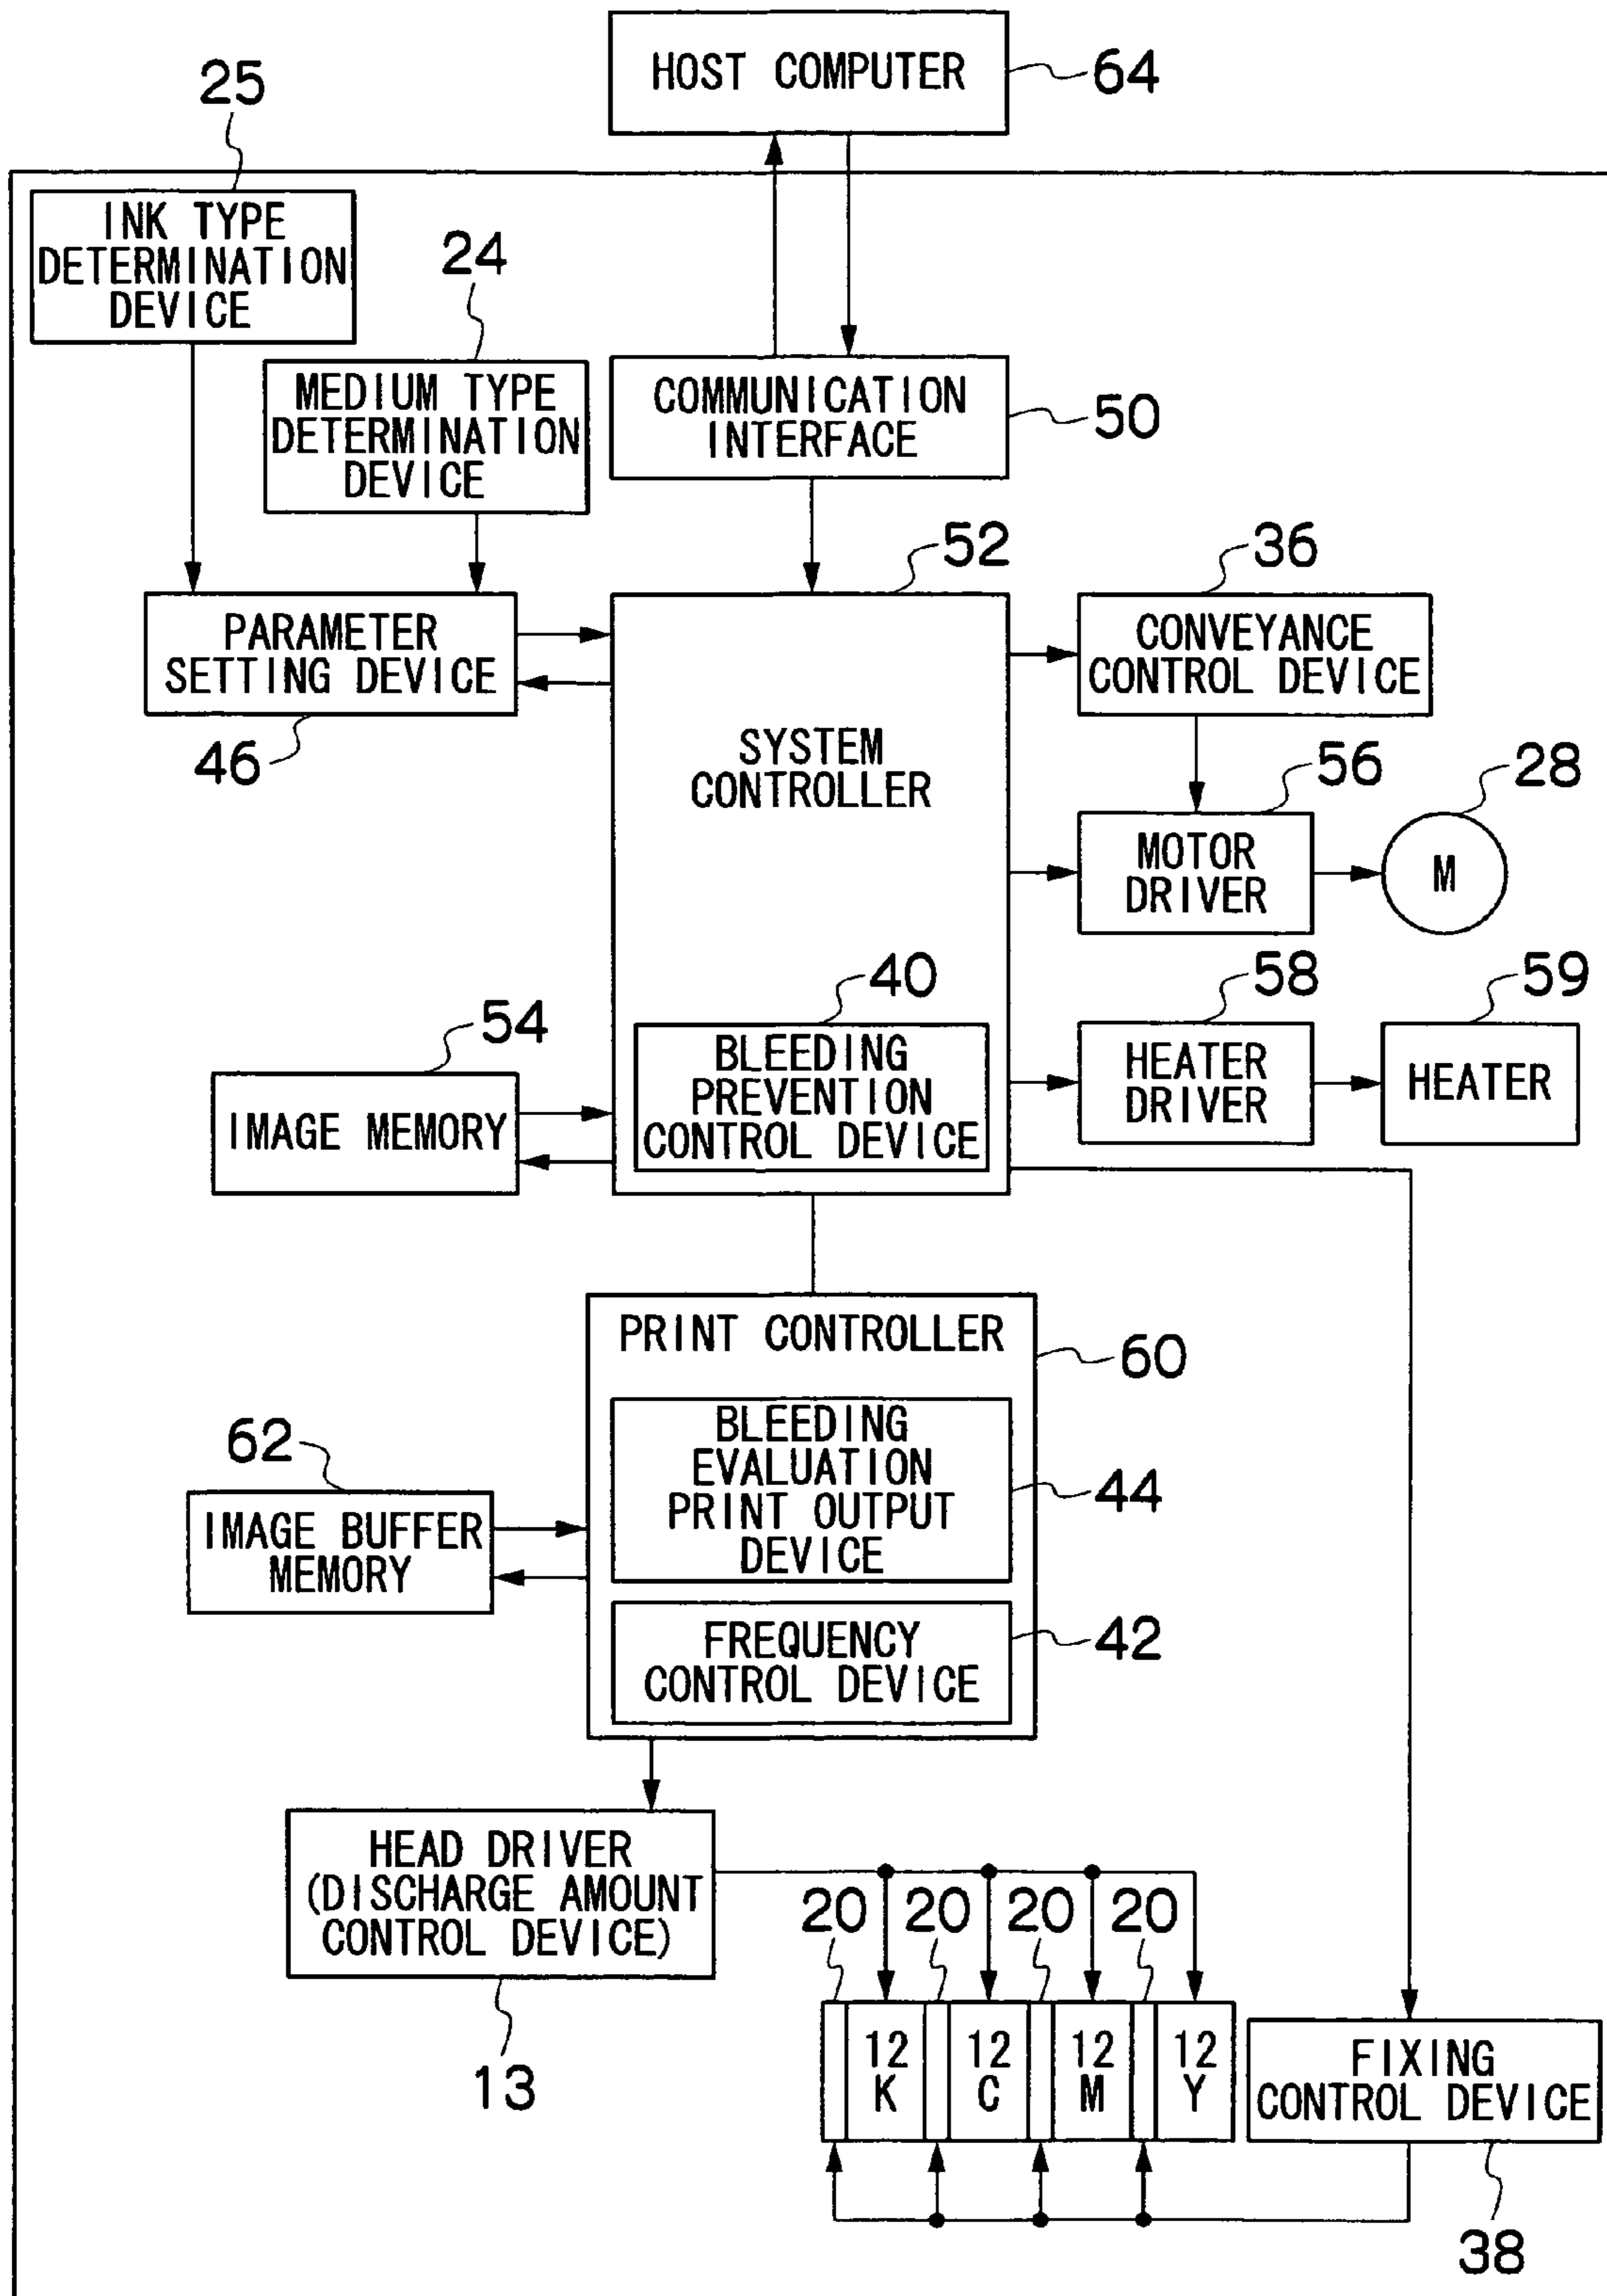 HOST COMPUTER
64
25
INK TYPE
DETERMINATION
DEVICE
24
MEDIUM TYPE
DETERMINATION
DEVICE
COMMUNICATION
INTERFACE
50
52
36
PARAMETER
SETTING DEVICE
46
SYSTEM
CONTROLLER
CONVEYANCE
CONTROL DEVICE
56
28
MOTOR
DRIVER
M
40
58
59
54
BLEEDING
PREVENTION
CONTROL DEVICE
HEATER
DRIVER
HEATER
IMAGE MEMORY
PRINT CONTROLLER
60
BLEEDING
EVALUATION
PRINT OUTPUT
DEVICE
44
62
IMAGE BUFFER
MEMORY
FREQUENCY
CONTROL DEVICE
42
HEAD DRIVER
(DISCHARGE AMOUNT
CONTROL DEVICE)
13
20 20 20 20
12 12 12 12
K C M Y
FIXING
CONTROL DEVICE
38